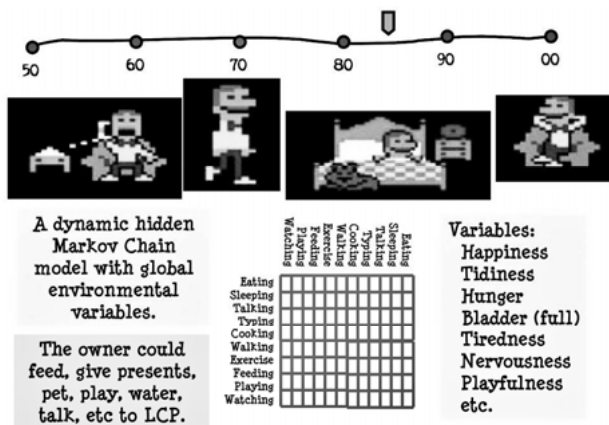 50 60 70 80 90 00
A dynamic hidden
Markov Chain
model with global
environmental
variables.
The owner could
feed, give presents,
pet, play, water,
talk, etc to LCP.
Watching
Playing
Feeding
Exercise
Walking
Cooking
Typing
Talking
Sleeping
Eating
Eating
Sleeping
Talking
Typing
Cooking
Walking
Exercise
Feeding
Playing
Watching
Variables:
Happiness
Tidiness
Hunger
Bladder (full)
Tiredness
Nervousness
Playfulness
etc.